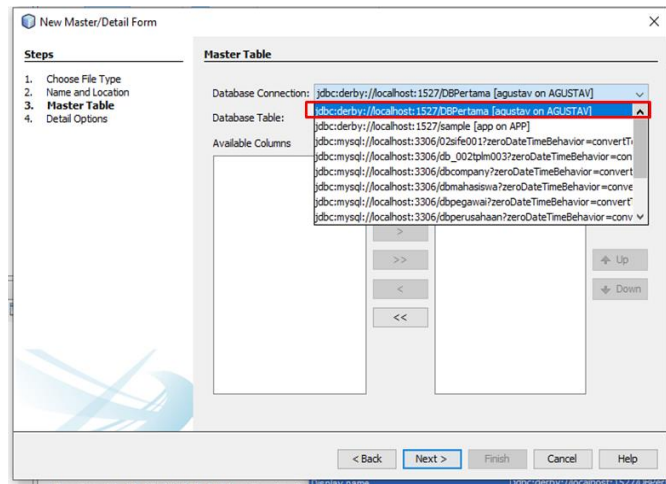 New Master/Detail Form
Steps
1. Choose File Type
2. Name and Location
3. Master Table
4. Detail Options
Master Table
Database Connection: jdbc:derby://localhost:1527/DBPertama [agustav on AGUSTAV]
jdbc:derby://localhost:1527/DBPertama [agustav on AGUSTAV]
Database Table:
jdbc:derby://localhost:1527/sample [app on APP]
Available Columns
jdbc:mysql://localhost:3306/02sife001?zeroDateTimeBehavior=convertT
jdbc:mysql://localhost:3306/db_002tplm003?zeroDateTimeBehavior=con
jdbc:mysql://localhost:3306/dbcompany?zeroDateTimeBehavior=convert
jdbc:mysql://localhost:3306/dbmahasiswa?zeroDateTimeBehavior=conve
jdbc:mysql://localhost:3306/dbpegawai?zeroDateTimeBehavior=convertT
jdbc:mysql://localhost:3306/dbperusahaan?zeroDateTimeBehavior=conv
>
>>
Up
<
Down
<<
< Back Next > Finish Cancel Help
Display name